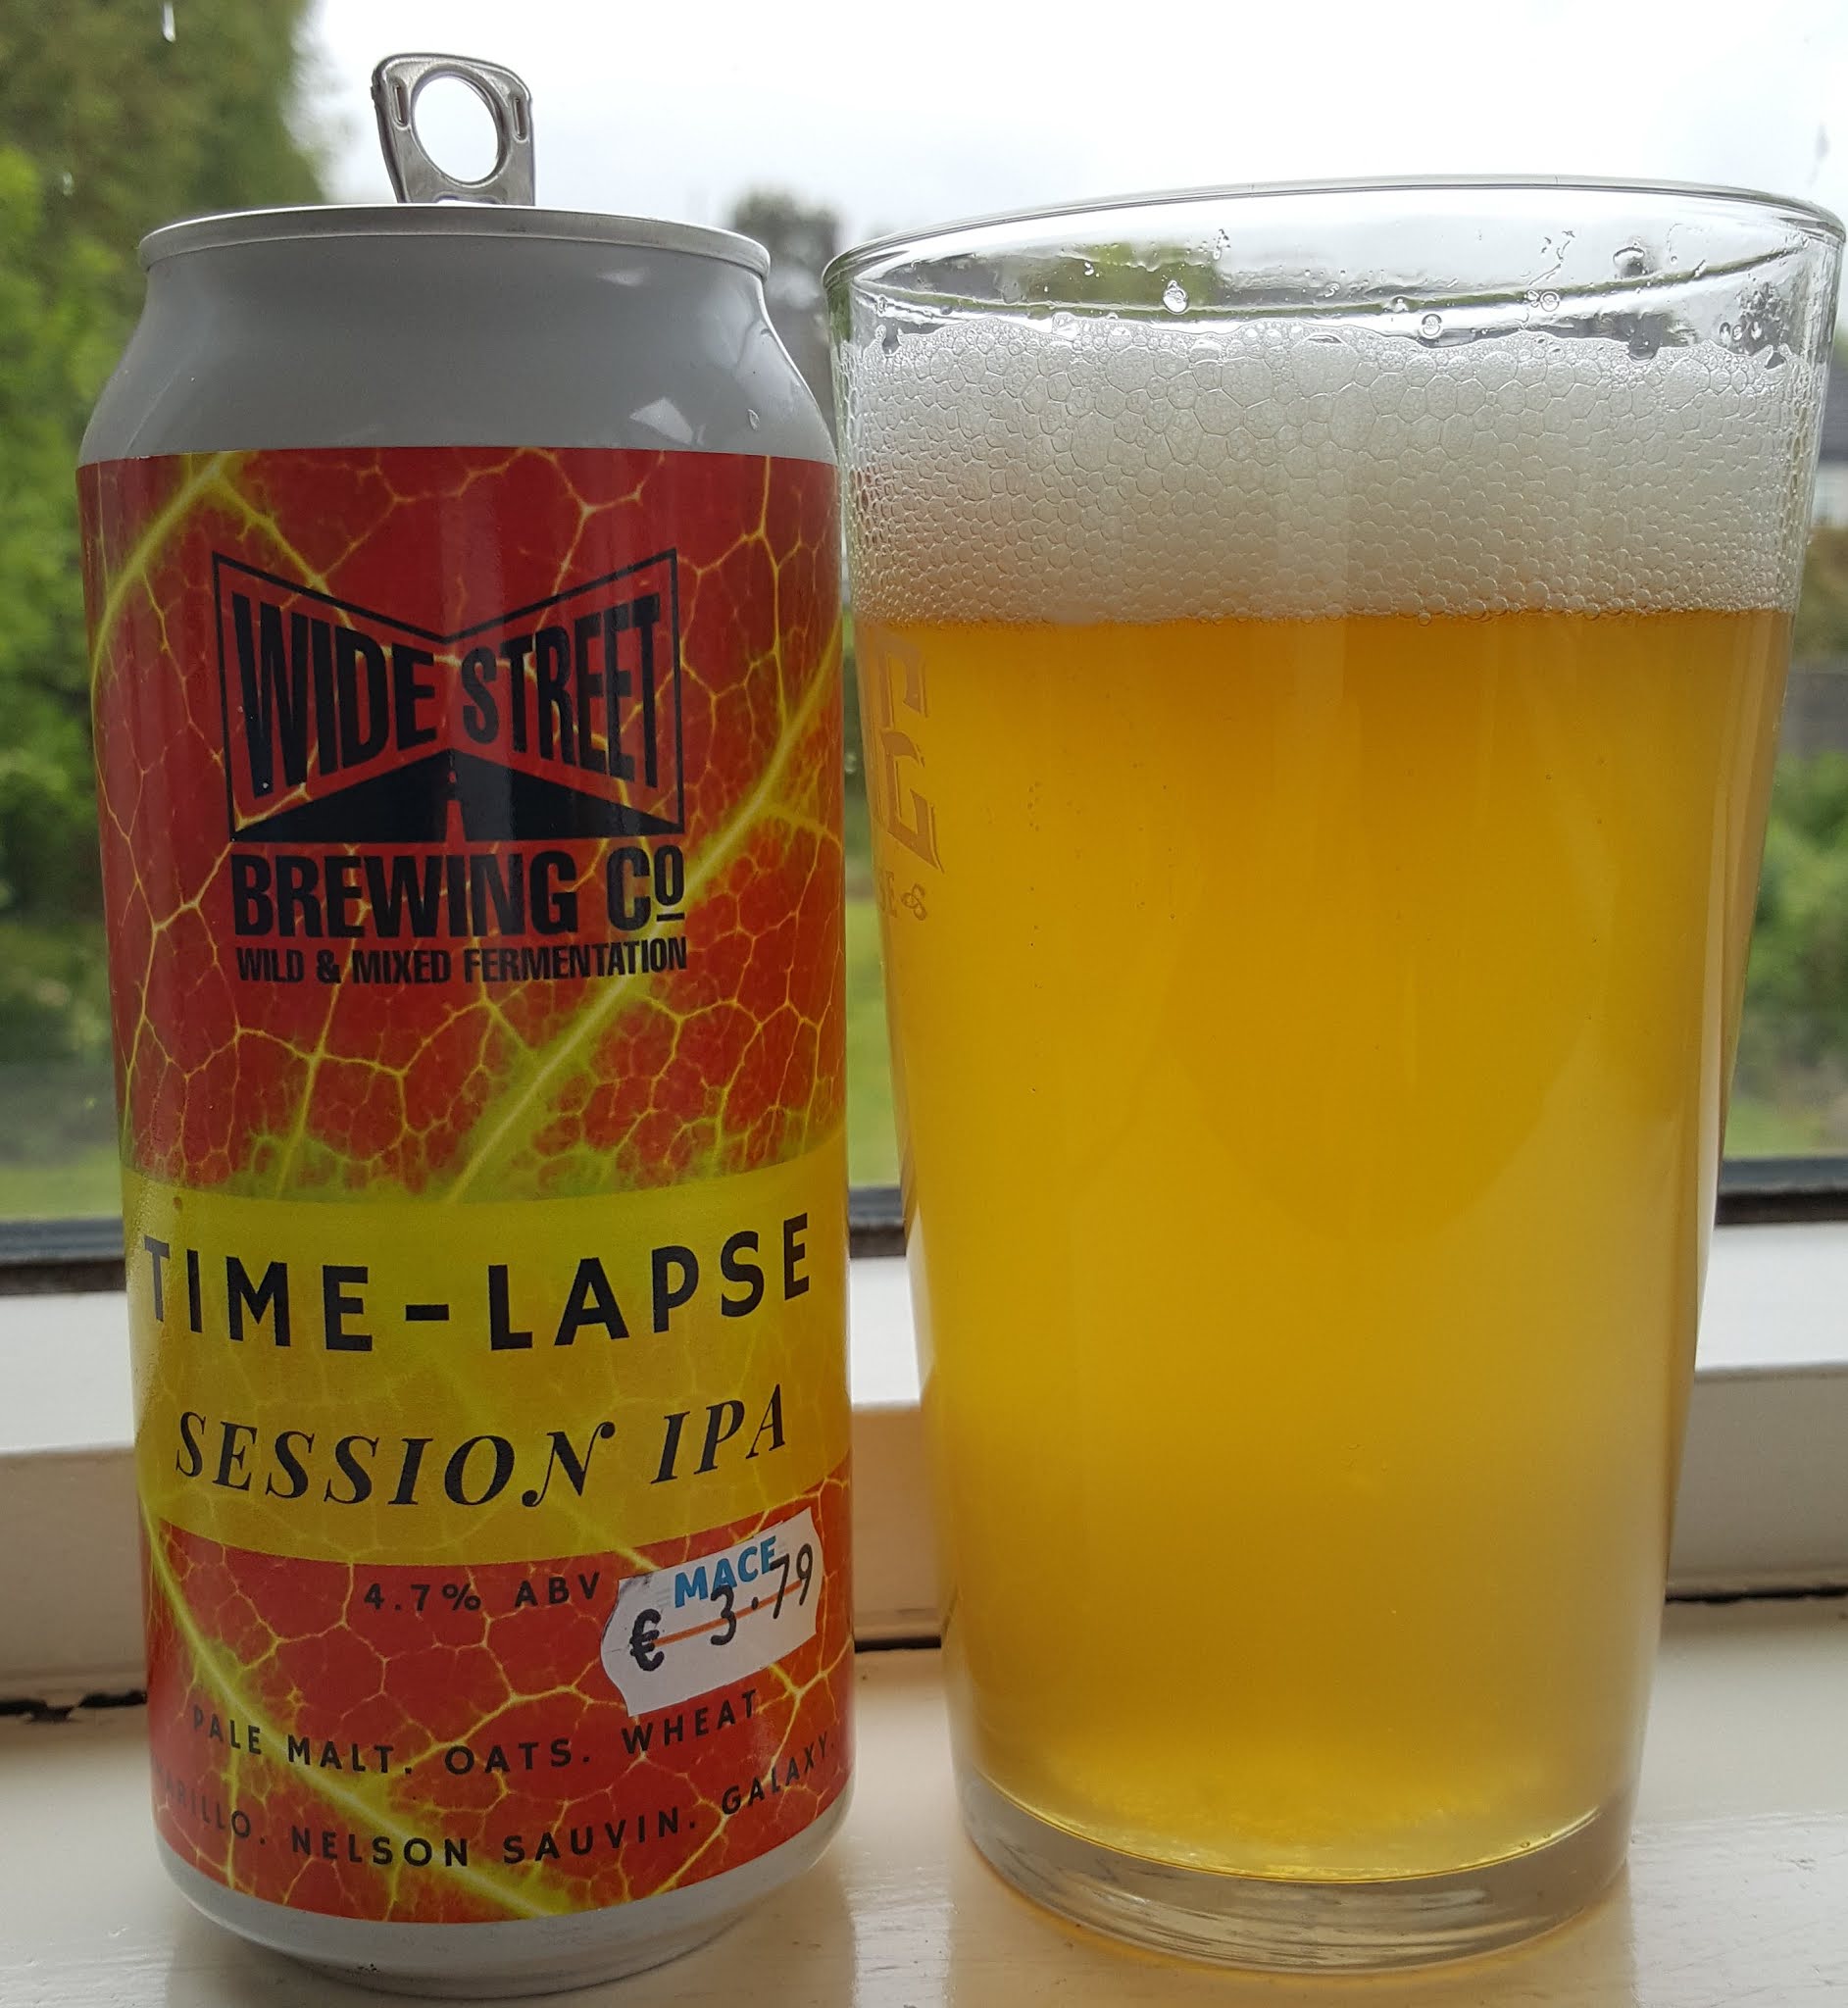 WIDE STREET
BREWING Cº
WILD & MIXED FERMENTATION
TIME-LAPSE
SESSION IPA
4.7% ABV
MACE
€ 3.79
PALE MALT. OATS. WHEAT
NELSON SAUVIN. GALAXY.